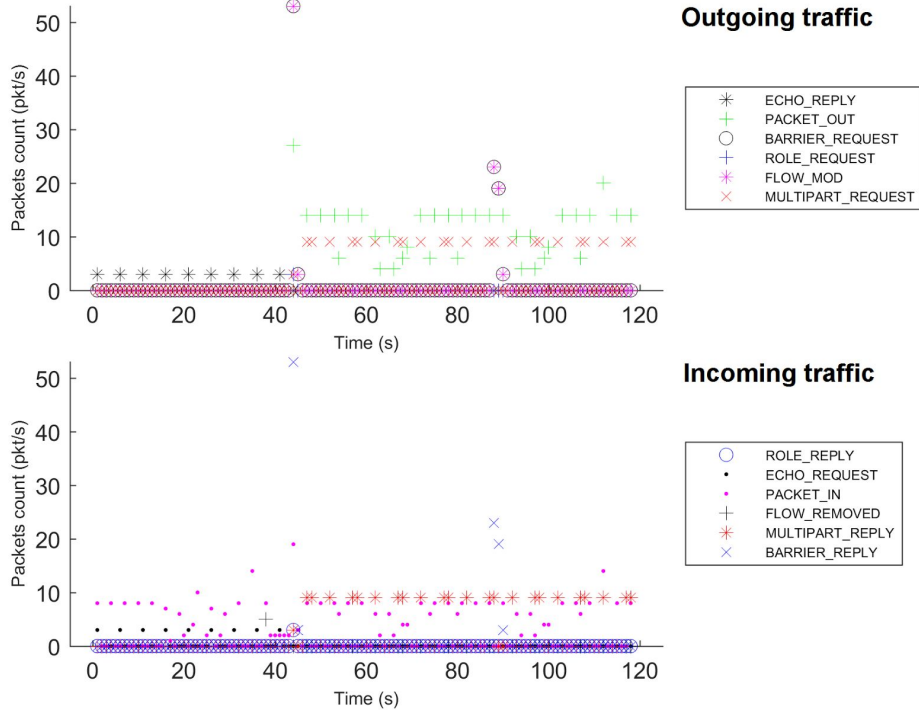 Outgoing traffic
50
40
30
20
10
0
Packets count (pkt/s)
0 20 40 60 80 100 120
Time (s)
ECHO_REPLY
PACKET_OUT
BARRIER_REQUEST
ROLE_REQUEST
FLOW_MOD
MULTIPART_REQUEST
Incoming traffic
50
40
30
20
10
0
Packets count (pkt/s)
0 20 40 60 80 100 120
Time (s)
ROLE_REPLY
ECHO_REQUEST
PACKET_IN
FLOW_REMOVED
MULTIPART_REPLY
BARRIER_REPLY